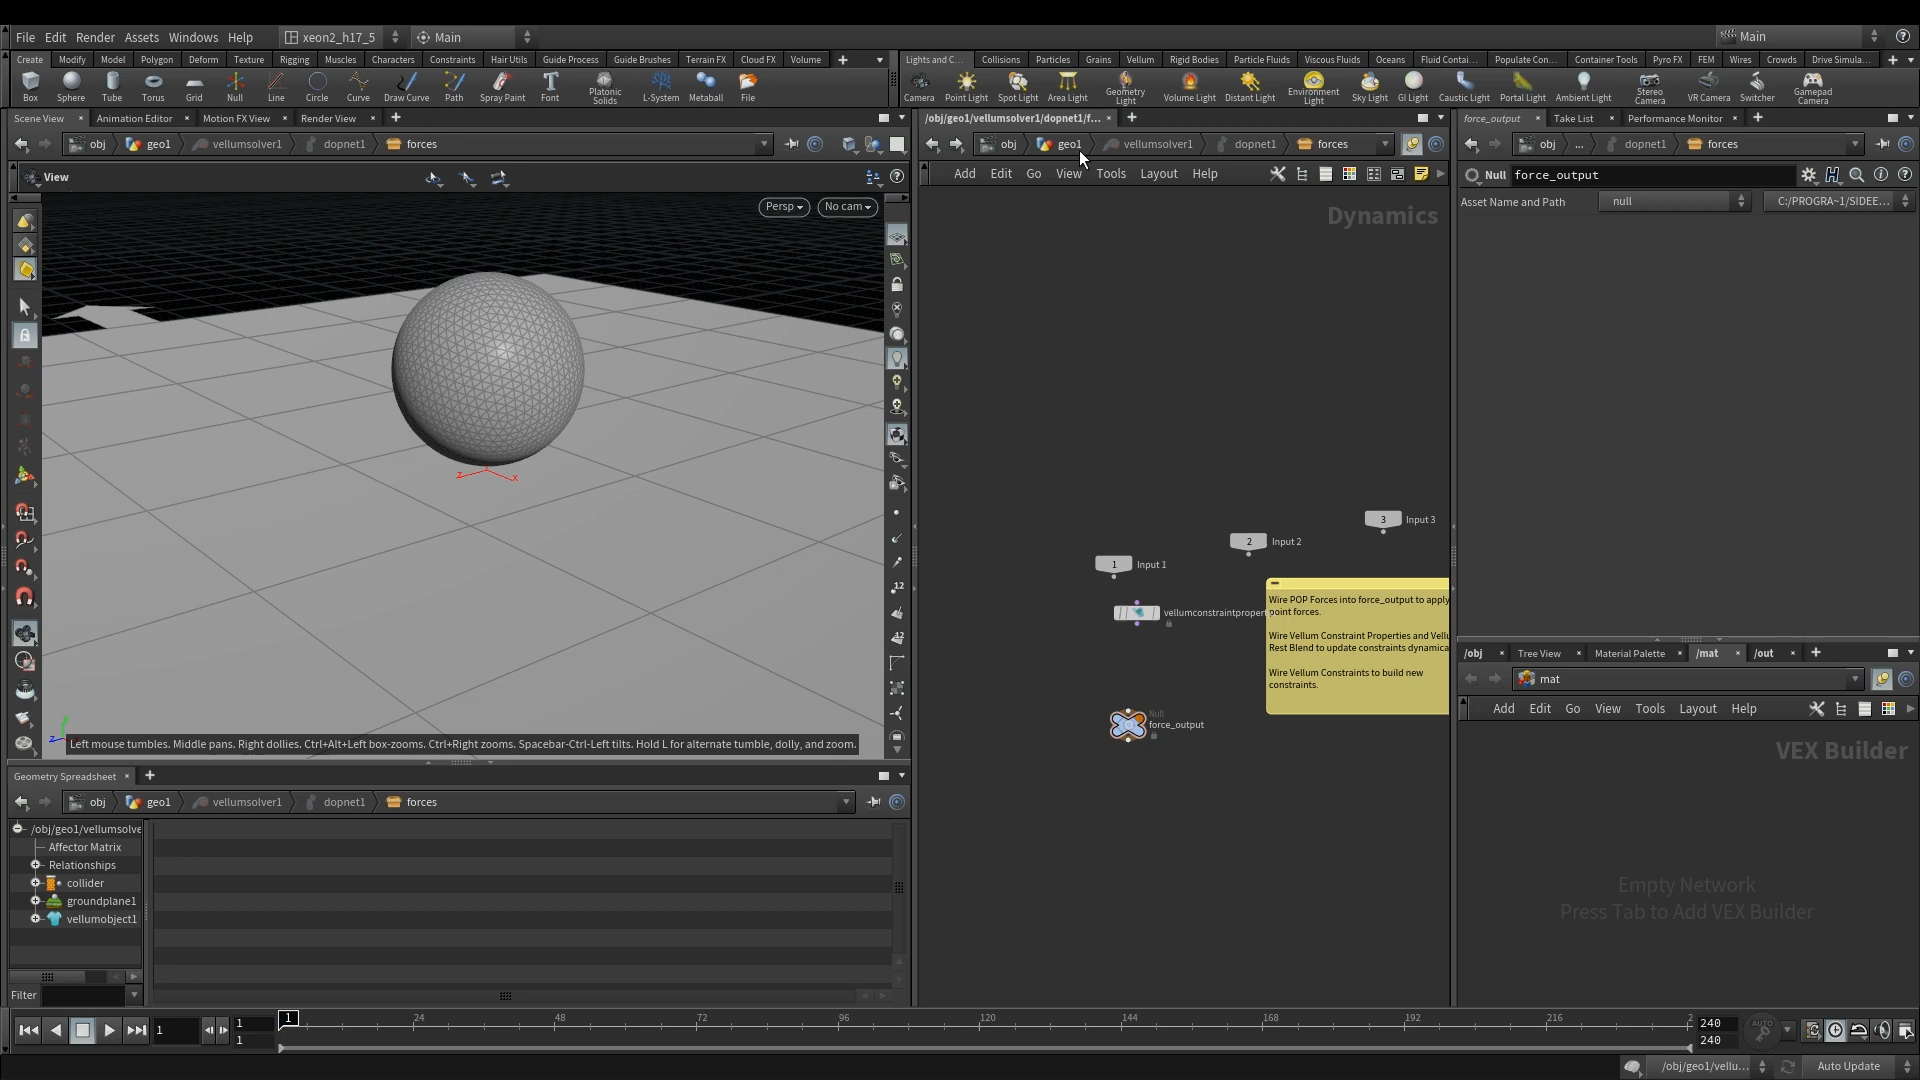 File Edit Render Assets Windows Help xeon2_h17_5 Main Main
Create Modify Model Polygon Deform Texture Rigging Muscles Characters Constraints Hair Utils Guide Process Guide Brushes Terrain FX Cloud FX Volume
Lights and C... Collisions Particles Grains Vellum Rigid Bodies Particle Fluids Viscous Fluids Oceans Fluid Contai... Populate Con... Container Tools Pyro FX FEM Wires Crowds Drive Simula...
Box Sphere Tube Torus Grid Null Line Circle Curve Draw Curve Path Spray Paint Font Platonic Solids L-System Metaball File
Camera Point Light Spot Light Area Light Geometry Light Volume Light Distant Light Environment Light Sky Light GI Light Caustic Light Portal Light Ambient Light Stereo Camera VR Camera Switcher Gamepad Camera
Scene View Animation Editor Motion FX View Render View
obj geo1 vellumsolver1 dopnet1 forces
View
Persp No cam
Left mouse tumbles. Middle pans. Right dollies. Ctrl+Alt+Left box-zooms. Ctrl+Right zooms. Spacebar-Ctrl-Left tilts. Hold L for alternate tumble, dolly, and zoom.
Geometry Spreadsheet
obj geo1 vellumsolver1 dopnet1 forces
/obj/geo1/vellumsolve
Affector Matrix
Relationships
collider
groundplane1
vellumobject1
Filter
/obj/geo1/vellumsolver1/dopnet1/f...
obj geo1 vellumsolver1 dopnet1 forces
Add Edit Go View Tools Layout Help
Dynamics
3 Input 3
2 Input 2
1 Input 1
vellumconstraintpropert
Wire POP Forces into force_output to apply
point forces.
Wire Vellum Constraint Properties and Vellu
Rest Blend to update constraints dynamica
Wire Vellum Constraints to build new
constraints.
Null
force_output
force_output Take List Performance Monitor
obj ... dopnet1 forces
Null force_output
Asset Name and Path null C:/PROGRA~1/SIDEE...
/obj Tree View Material Palette /mat /out
mat
Add Edit Go View Tools Layout Help
VEX Builder
Empty Network
Press Tab to Add VEX Builder
1 1 1 24 48 72 96 120 144 168 192 216 2 240
1 240
AUTO
/obj/geo1/vellu... Auto Update